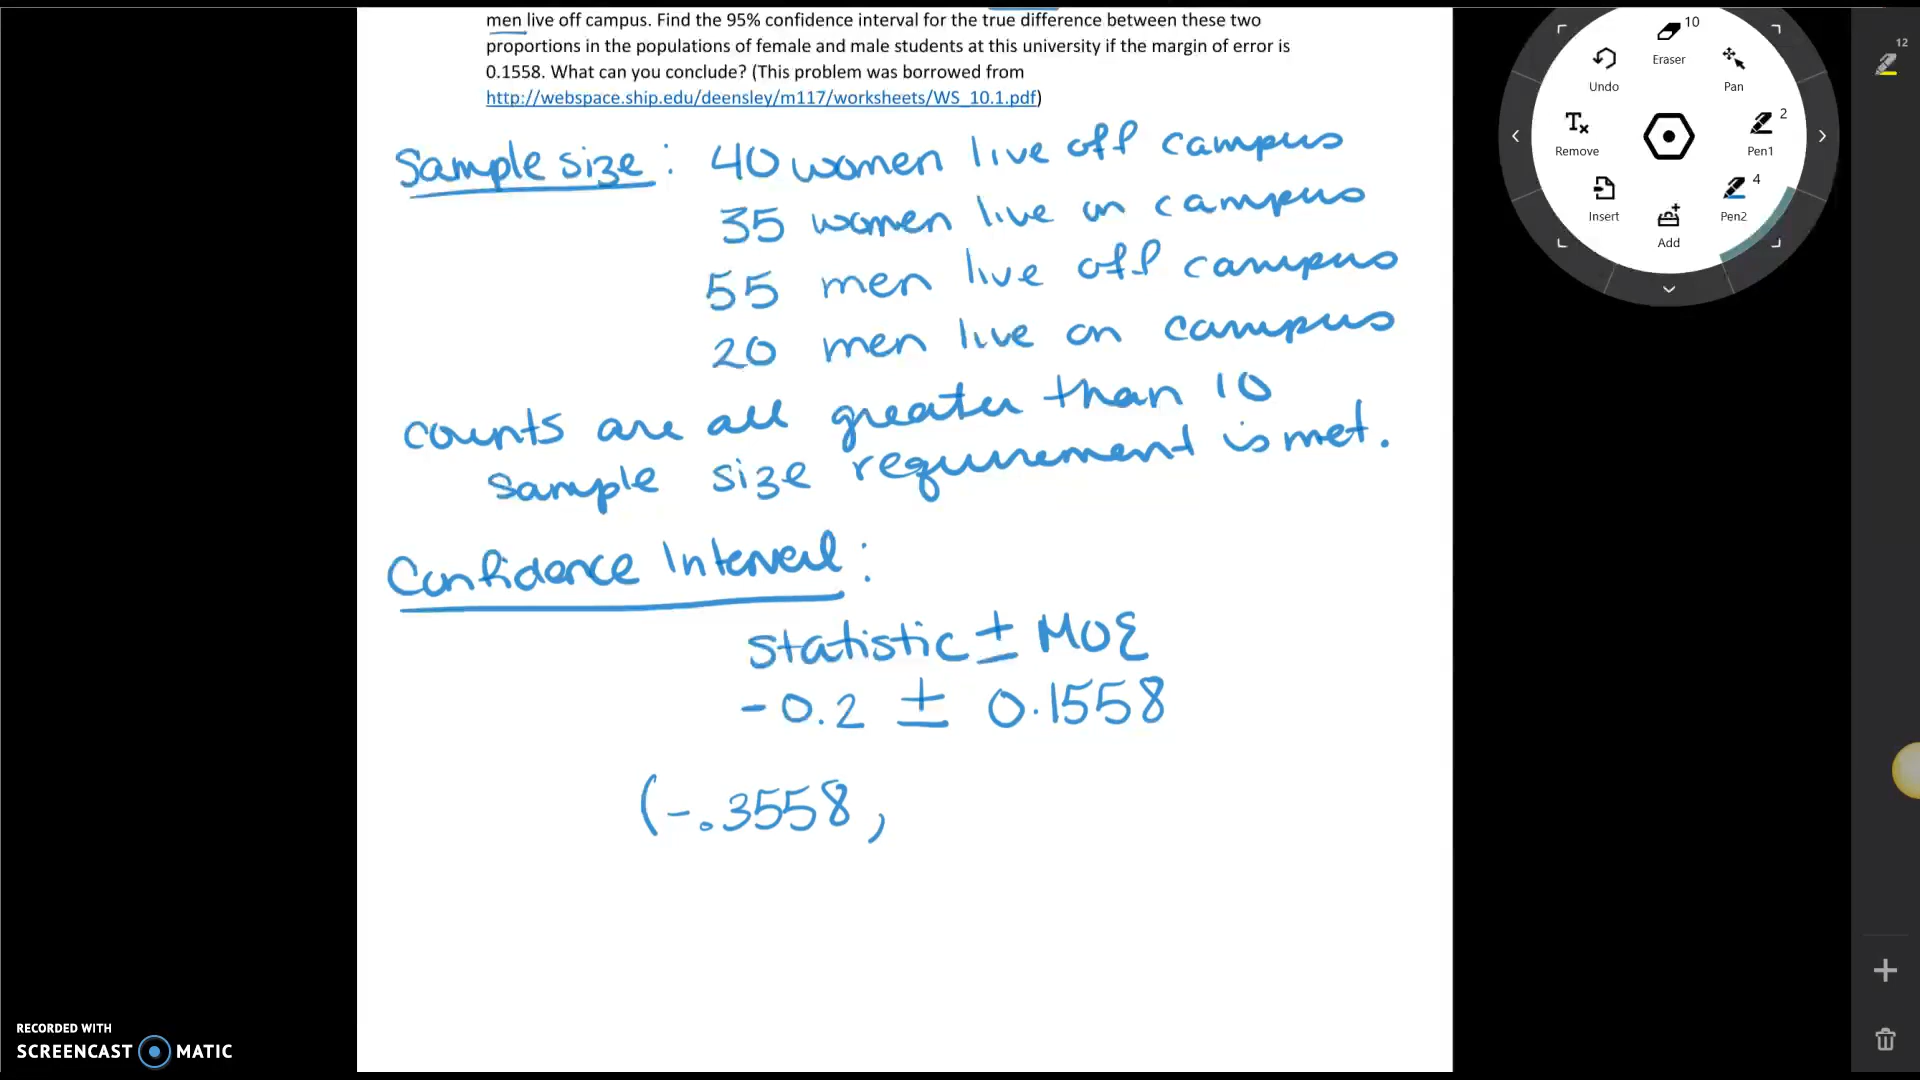 men live off campus. Find the 95% confidence interval for the true difference between these two
proportions in the populations of female and male students at this university if the margin of error is
0.1558. What can you conclude? (This problem was borrowed from
http://webspace.ship.edu/deensley/m117/worksheets/WS_10.1.pdf)
Sample size: 40 women live off campus
35 women live on campus
55 men live off campus
20 men live on campus
counts are all greater than 10
sample size requirement is met.
Confidence Interval:
statistic ± MOE
-0.2 ± 0.1558
(-.3558,
10
Eraser
Undo
Pan
Remove
2
Pen1
Insert
4
Pen2
Add
12
RECORDED WITH
SCREENCAST MATIC